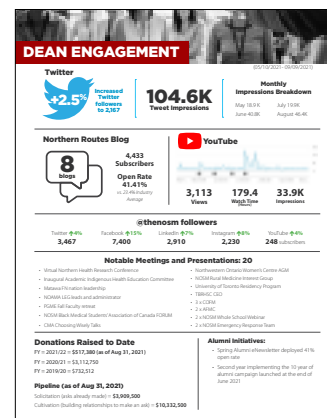 DEAN ENGAGEMENT
(05/10/2021- (8/09/2021)
Twitter
+2.5%
Increased
Twitter
followers
to 2,167
104.6K
Tweet Impressions
Monthly
Impressions Breakdown
May 18.9 K July 19.9K
June 40.8K August 46.4K
Northern Routes Blog
8
blogs
4,433
Subscribers
Open Rate
41.41%
vs 23.4% industry
Average
YouTube
3,113
Views
179.4
Watch Time
(Hours)
33.9K
Impressions
@thenosm followers
Twitter 4%
3,467
Facebook 15%
7,400
LinkedIn 7%
2,910
Instagram 8%
2,230
YouTube 4%
248 subscribers
Notable Meetings and Presentations: 20
- Virtual Northern Health Research Conference
- Inaugural Academic Indigenous Health Education Committee
- Matawa FN nation leadership
- NOAMA LEG leads and administrator
- PGME Fall Faculty retreat
- NOSM Black Medical Students' Association of Canada FORUM
- CMA Choosing Wisely Talks
- Northwestern Ontario Women's Centre AGM
- NOSM Rural Medicine Interest Group
- University of Toronto Residency Program
- TBRHSC, CEO
- 3 x COFM
- 2 x AFMC
- 2 x NOSM Whole School Webinar
- 2 x NOSM Emergency Response Team
Donations Raised to Date
FY = 2021/22 = $517,380 (as of Aug 31, 2021)
FY = 2020/21 = $3,112,750
FY = 2019/20 = $732,512
Pipeline (as of Aug 31, 2021)
Solicitation (asks already made) = $3,909,500
Cultivation (building relationships to make an ask) = $10,332,500
Alumni Initiatives:
- Spring Alumni eNewsletter deployed 41%
open rate
- Second year implementing the 10 year of
alumni campaign launched at the end of
June 2021